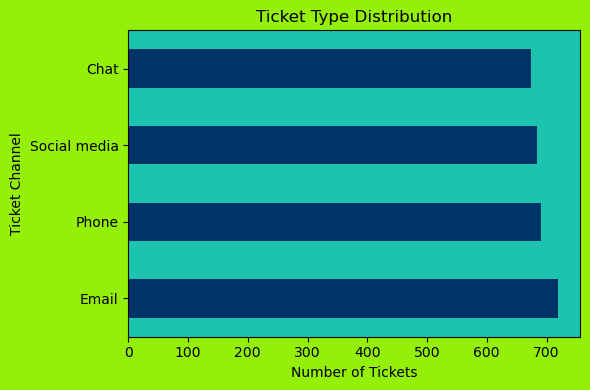 Ticket Type Distribution
Ticket Channel
Chat
Social media
Phone
Email
0 100 200 300 400 500 600 700
Number of Tickets